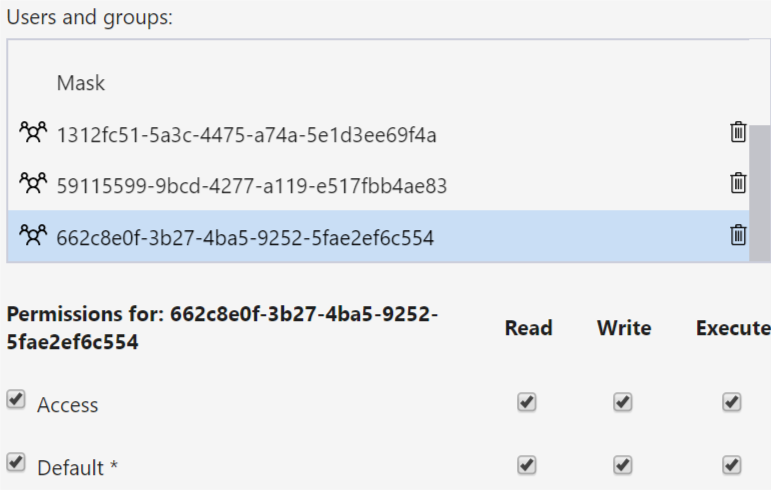 Users and groups:
Mask
1312fc51-5a3c-4475-a74a-5e1d3ee69f4a
59115599-9bcd-4277-a119-e517fbb4ae83
662c8e0f-3b27-4ba5-9252-5fae2ef6c554
Permissions for: 662c8e0f-3b27-4ba5-9252-
5fae2ef6c554
Read Write Execute
Access
Default *